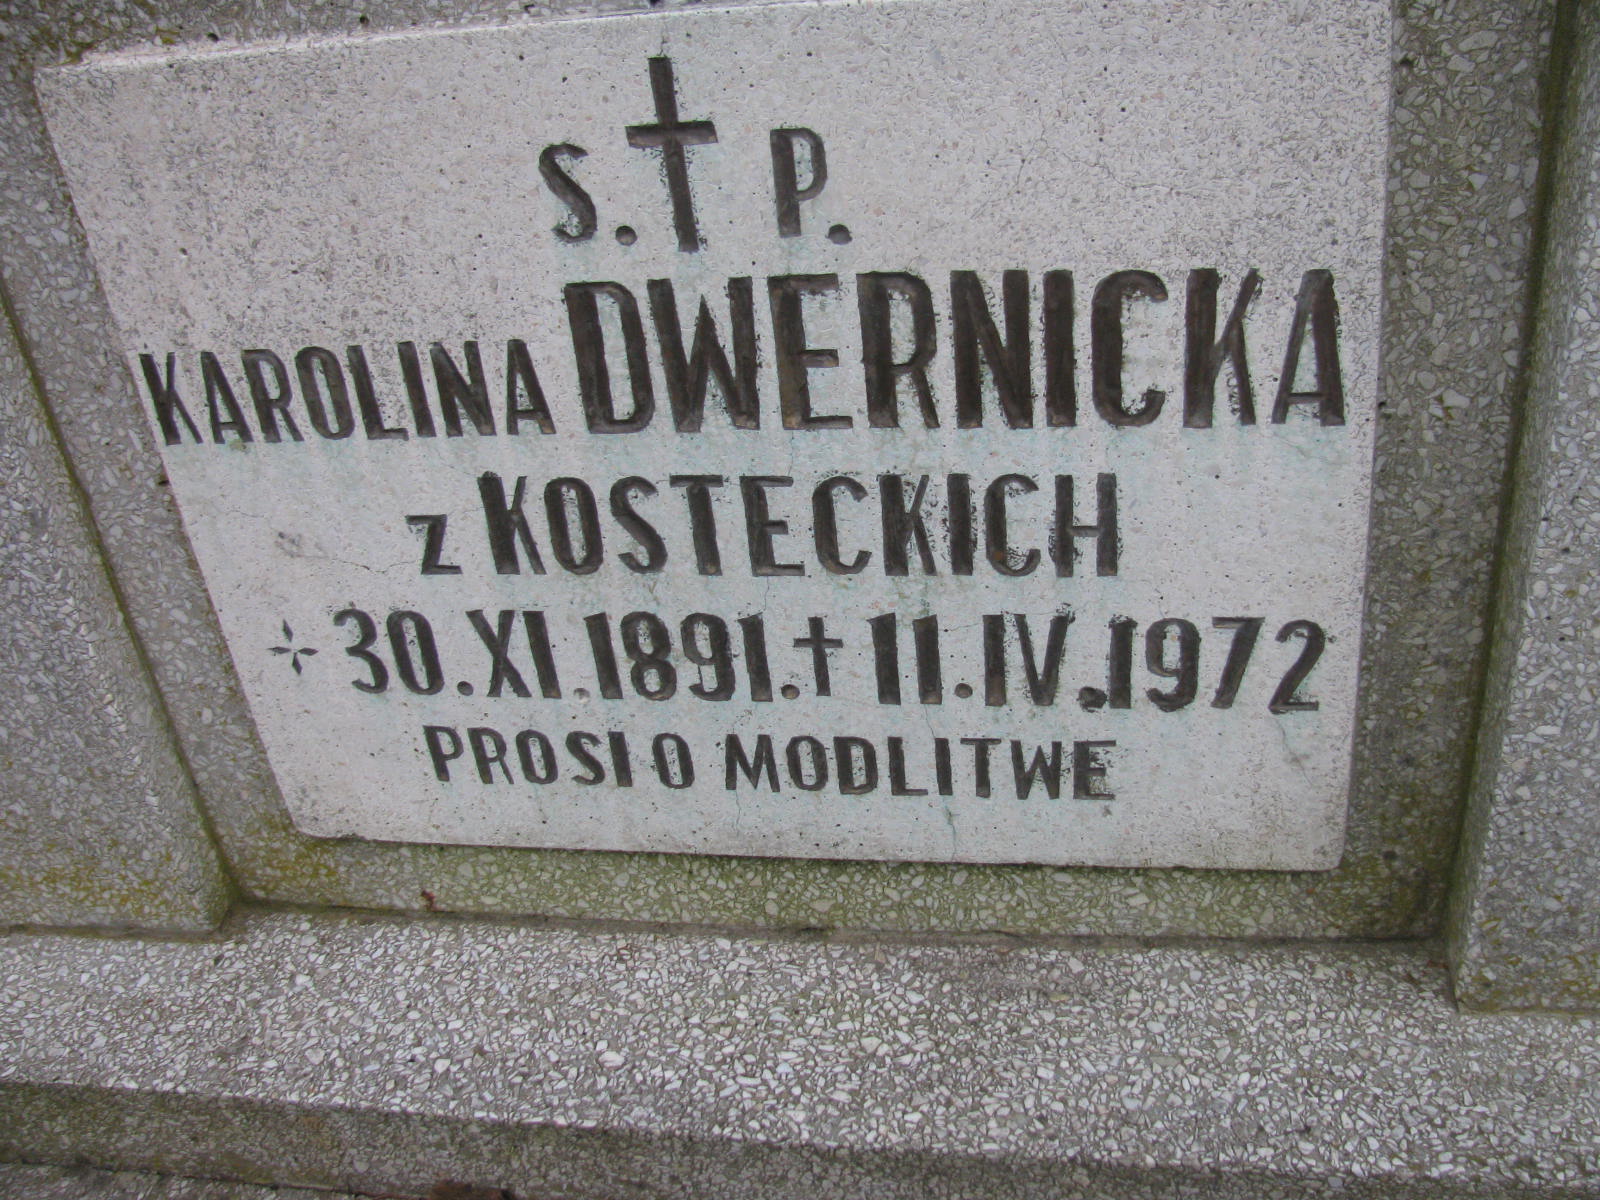 S. † P.
KAROLINA DWERNICKA
z KOSTECKICH
* 30.XI.1891. † 11.IV.1972
PROSI O MODLITWE